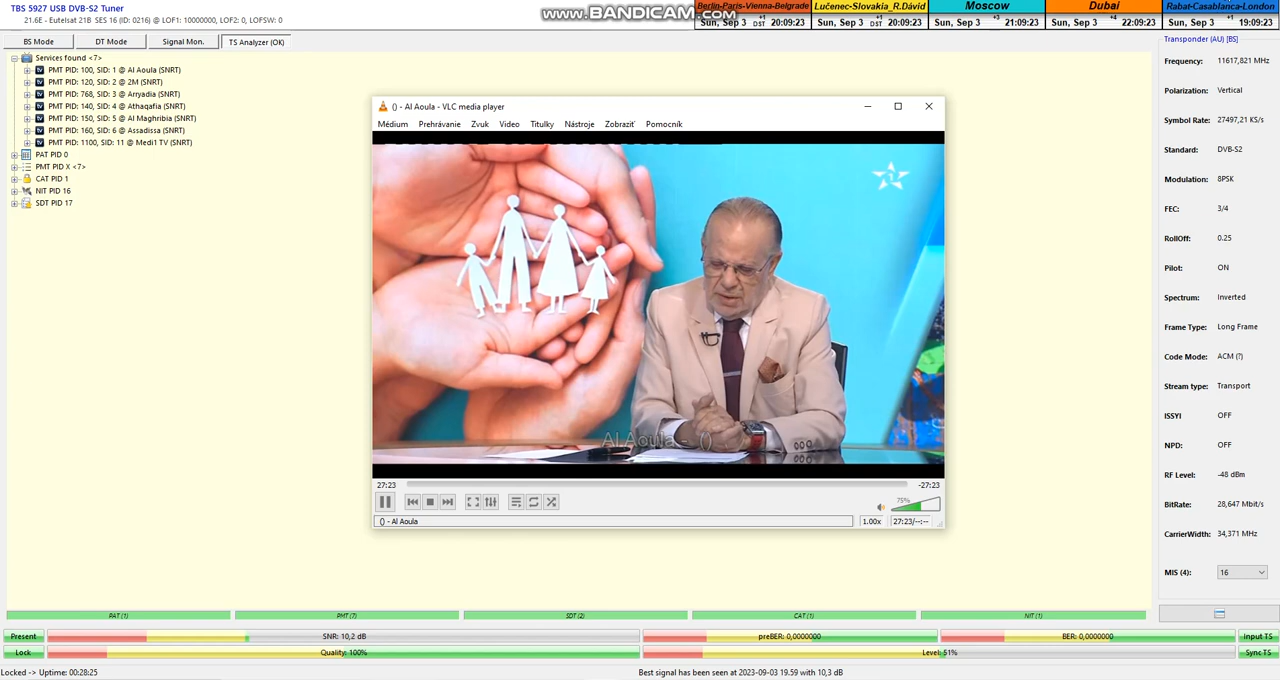 TBS 5927 USB DVB-S2 Tuner
21.6E - Eutelsat 21B SES 16 (ID: 0216) @ LOF1: 10000000, LOF2: 0, LOFSW: 0
www.BANDICAM.com
Berlin-Paris-Vienna-Belgrade
Sun, Sep 3 +1 DST 20:09:23
Lučenec-Slovakia_R.Dávid
Sun, Sep 3 +1 DST 20:09:23
Moscow
Sun, Sep 3 +3 21:09:23
Dubai
Sun, Sep 3 +4 22:09:23
Rabat-Casablanca-London
Sun, Sep 3 +1 19:09:23
BS Mode
DT Mode
Signal Mon.
TS Analyzer (OK)
Services found <7>
PMT PID: 100, SID: 1 @ Al Aoula (SNRT)
PMT PID: 120, SID: 2 @ 2M (SNRT)
PMT PID: 768, SID: 3 @ Arryadia (SNRT)
PMT PID: 140, SID: 4 @ Athaqafia (SNRT)
PMT PID: 150, SID: 5 @ Al Maghribia (SNRT)
PMT PID: 160, SID: 6 @ Assadissa (SNRT)
PMT PID: 1100, SID: 11 @ Medi1 TV (SNRT)
PAT PID 0
PMT PID X <7>
CAT PID 1
NIT PID 16
SDT PID 17
() - Al Aoula - VLC media player
Médium Prehrávanie Zvuk Video Titulky Nástroje Zobraziť Pomocník
1
Al Aoula - ()
27:23
-27:23
75%
() - Al Aoula
1.00x
27:23/--:--
Transponder (AU) [BS]
Frequency: 11617,821 MHz
Polarization: Vertical
Symbol Rate: 27497,21 KS/s
Standard: DVB-S2
Modulation: 8PSK
FEC: 3/4
RollOff: 0.25
Pilot: ON
Spectrum: Inverted
Frame Type: Long Frame
Code Mode: ACM (?)
Stream type: Transport
ISSYI OFF
NPD: OFF
RF Level: -48 dBm
BitRate: 28,647 Mbit/s
CarrierWidth: 34,371 MHz
MIS (4): 16
PAT (1)
PMT (7)
SDT (2)
CAT (1)
NIT (1)
Present
SNR: 10,2 dB
preBER: 0,0000000
BER: 0,0000000
Input TS
Lock
Quality: 100%
Level: 51%
Sync TS
Locked -> Uptime: 00:28:25
Best signal has been seen at 2023-09-03 19.59 with 10,3 dB